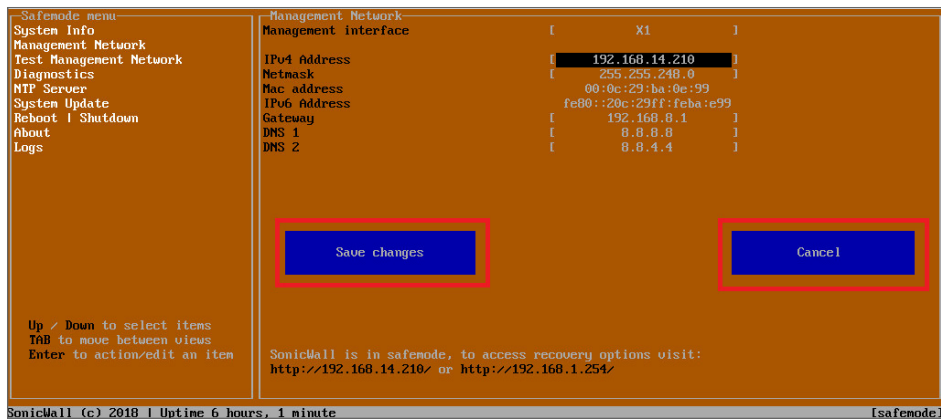 Safemode menu
System Info
Management Network
Test Management Network
Diagnostics
NTP Server
System Update
Reboot | Shutdown
About
Logs
Up / Down to select items
TAB to move between views
Enter to action/edit an item
Management Network
Management interface [ X1 ]
IPv4 Address [ 192.168.14.210 ]
Netmask [ 255.255.248.0 ]
Mac address 00:0c:29:ba:0e:99
IPv6 Address fe80::20c:29ff:feba:e99
Gateway [ 192.168.8.1 ]
DNS 1 [ 8.8.8.8 ]
DNS 2 [ 8.8.4.4 ]
Save changes
Cancel
SonicWall is in safemode, to access recovery options visit:
http://192.168.14.210/ or http://192.168.1.254/
SonicWall (c) 2018 | Uptime 6 hours, 1 minute [safemode]